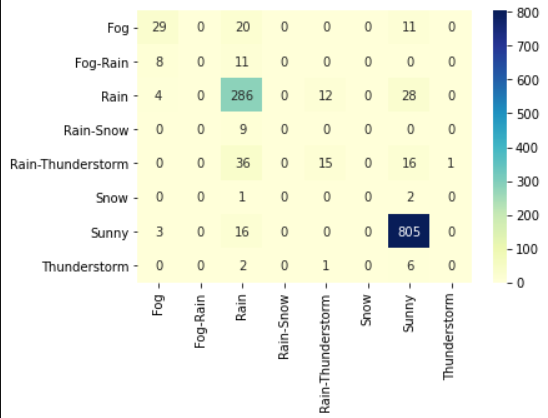 Fog 29 0 20 0 0 0 11 0
Fog-Rain 8 0 11 0 0 0 0 0
Rain 4 0 286 0 12 0 28 0
Rain-Snow 0 0 9 0 0 0 0 0
Rain-Thunderstorm 0 0 36 0 15 0 16 1
Snow 0 0 1 0 0 0 2 0
Sunny 3 0 16 0 0 0 805 0
Thunderstorm 0 0 2 0 1 0 6 0
Fog
Fog-Rain
Rain
Rain-Snow
Rain-Thunderstorm
Snow
Sunny
Thunderstorm
800
700
600
500
400
300
200
100
0